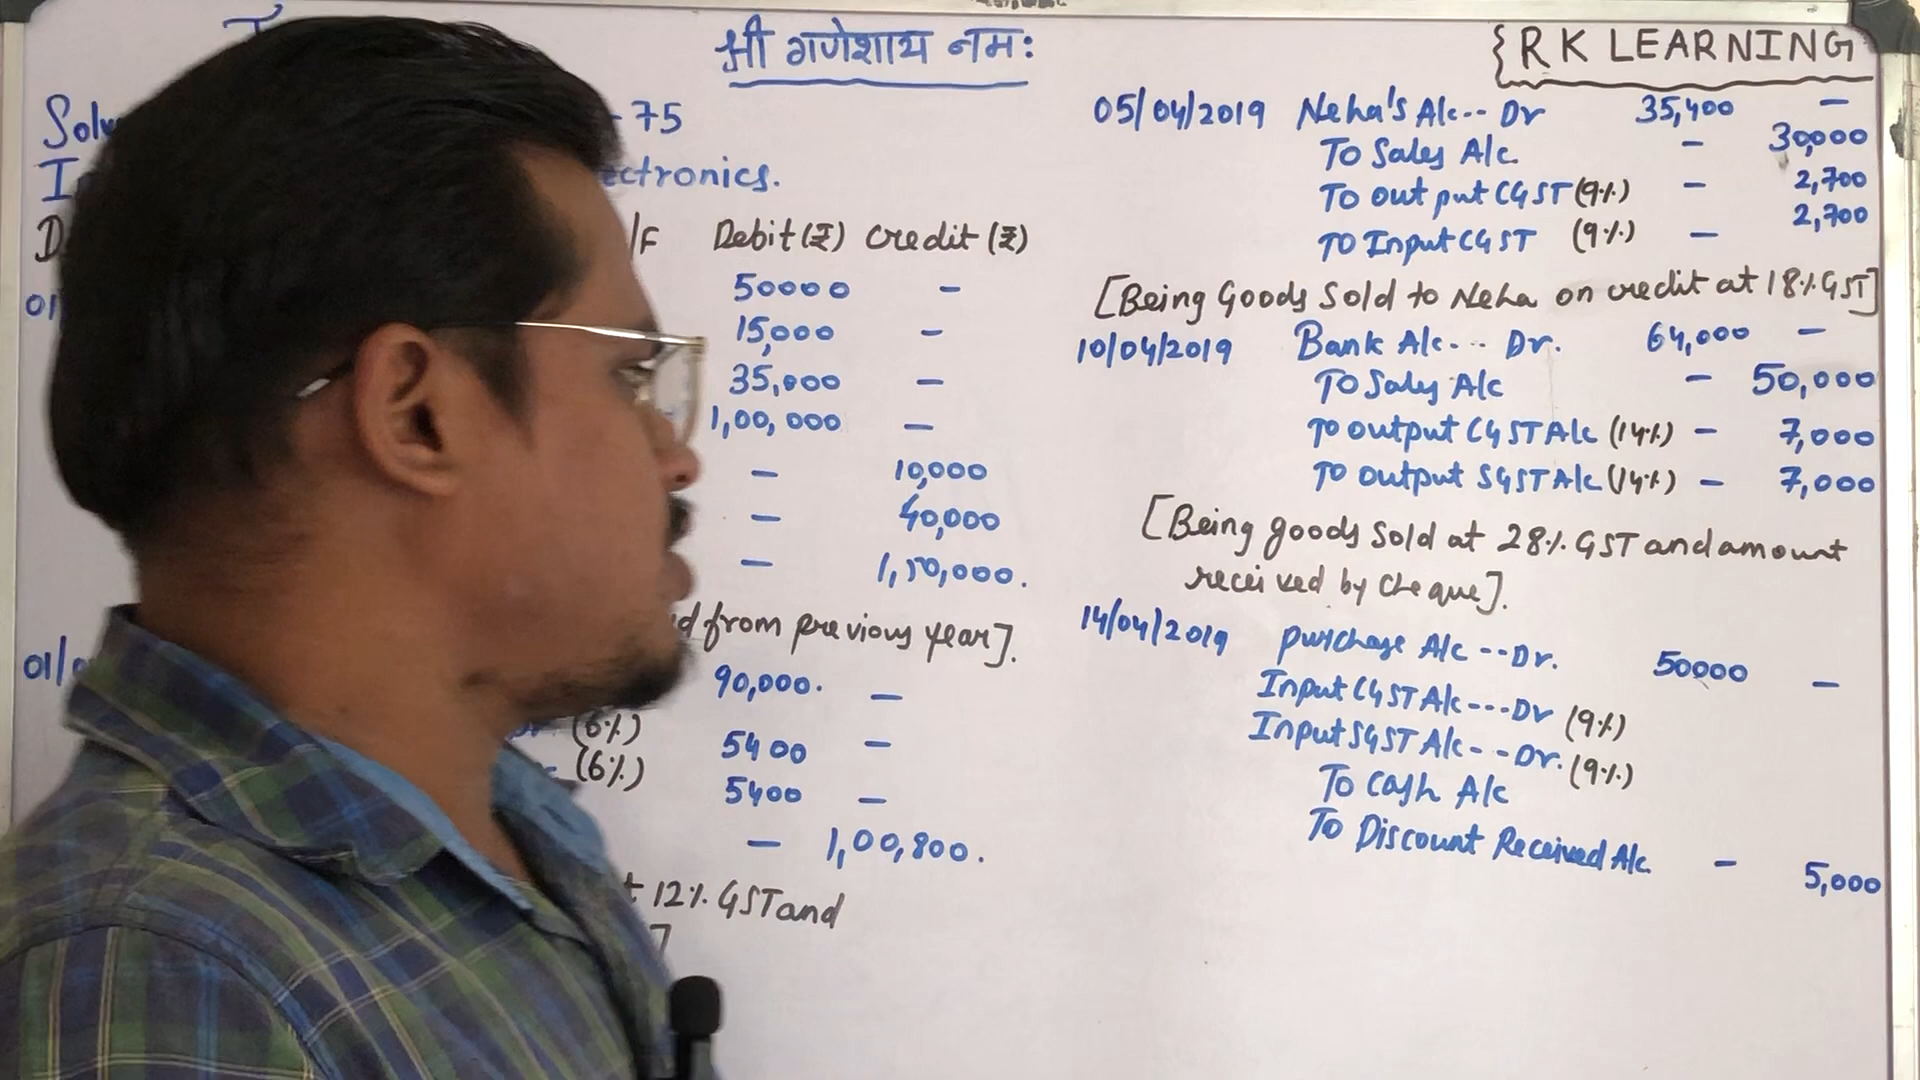 श्री गणेशाय नमः
{RK LEARNING
75
ectronics.
/F Debit (₹) Credit (₹)
01/
50000 -
15,000 -
35,000 -
1,00,000 -
- 10,000
- 40,000
- 1,50,000.
from previous year].
01/0
90,000. -
(6%) 5400 -
(6%) 5400 -
- 1,00,800.
12% GST and
]
05/04/2019 Neha's A/c-- Dr 35,400 -
To Sales A/c - 30,000
To output CGST (9%) - 2,700
TO Input CGST (9%) - 2,700
[Being Goods Sold to Neha on credit at 18% GST]
10/04/2019 Bank A/c--- Dr. 64,000 -
To Sales A/c - 50,000
To output CGST A/c (14%) - 7,000
To output SGST A/c (14%) - 7,000
[Being goods Sold at 28% GST and amount
received by cheque].
14/04/2019 purchase A/c --Dr. 50000 -
Input CGST A/c---Dr (9%)
Input SGST A/c--Dr. (9%)
To Cash A/c
To Discount Received A/c - 5,000